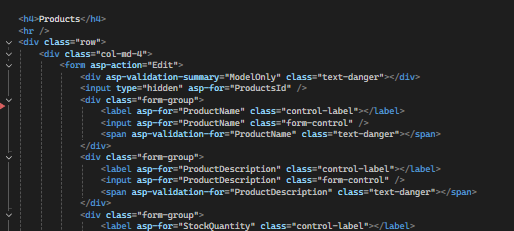 <h4>Products</h4>
<hr />
<div class="row">
<div class="col-md-4">
<form asp-action="Edit">
<div asp-validation-summary="ModelOnly" class="text-danger"></div>
<input type="hidden" asp-for="ProductsId" />
<div class="form-group">
<label asp-for="ProductName" class="control-label"></label>
<input asp-for="ProductName" class="form-control" />
<span asp-validation-for="ProductName" class="text-danger"></span>
</div>
<div class="form-group">
<label asp-for="ProductDescription" class="control-label"></label>
<input asp-for="ProductDescription" class="form-control" />
<span asp-validation-for="ProductDescription" class="text-danger"></span>
</div>
<div class="form-group">
<label asp-for="StockQuantity" class="control-label"></label>